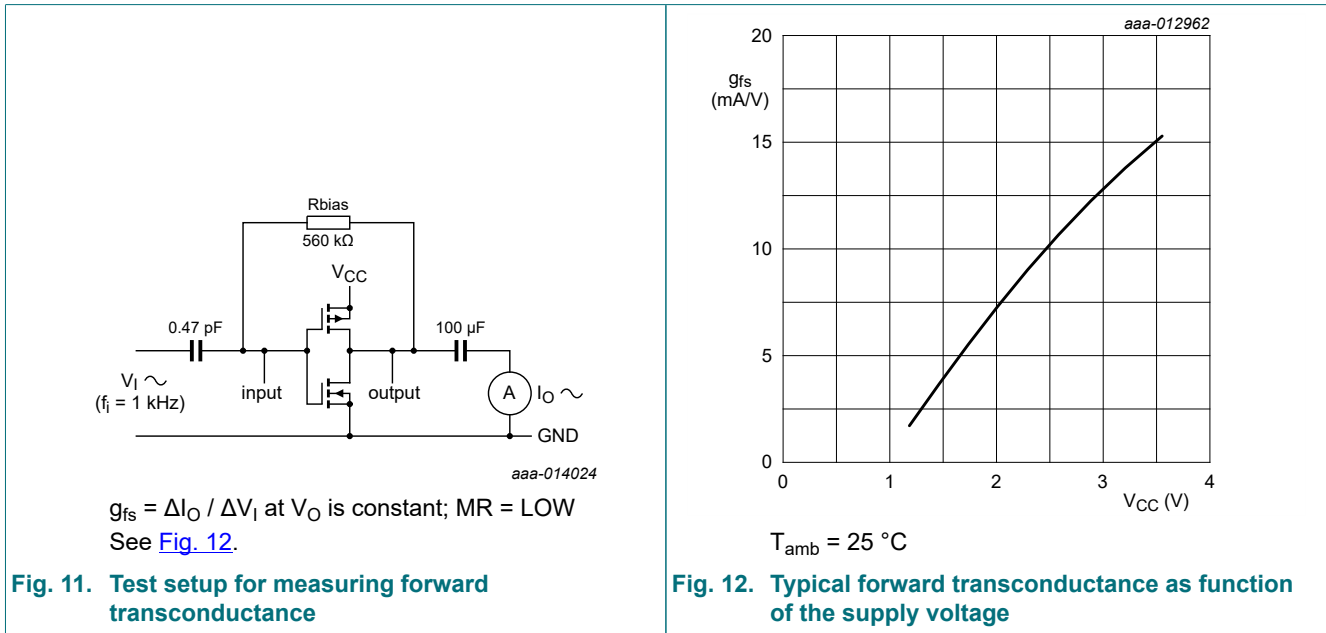 Rbias
560 kΩ
VCC
0.47 pF
100 µF
VI
(fi = 1 kHz)
input
output
A
IO
GND
aaa-014024
gfs = ΔIO / ΔVI at VO is constant; MR = LOW
See Fig. 12.
Fig. 11. Test setup for measuring forward
transconductance
aaa-012962
20
gfs
(mA/V)
15
10
5
0
0 1 2 3 4
VCC (V)
Tamb = 25 °C
Fig. 12. Typical forward transconductance as function
of the supply voltage